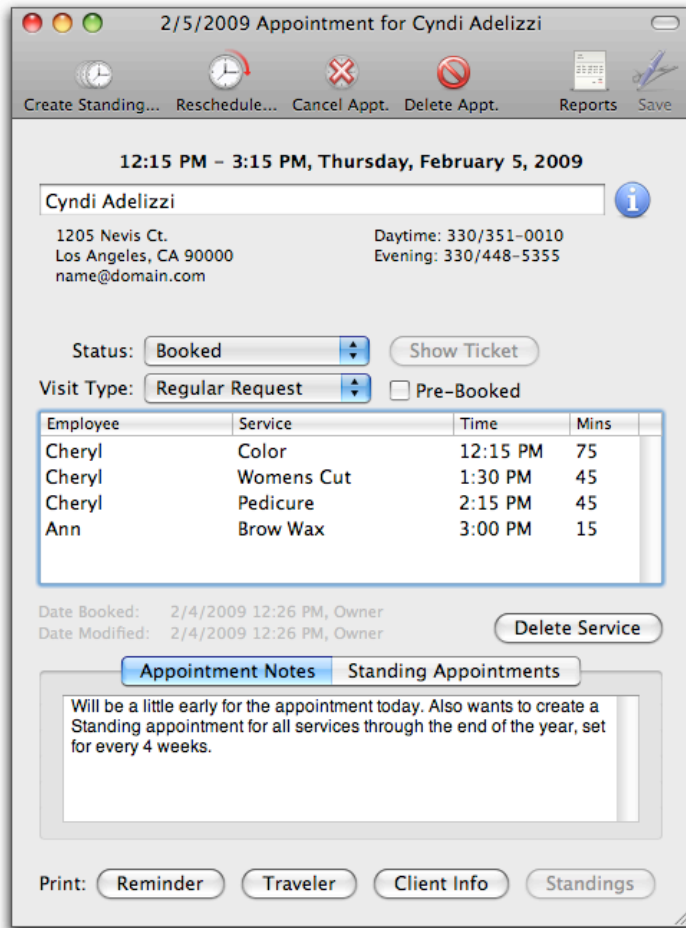 2/5/2009 Appointment for Cyndi Adelizzi
Create Standing... Reschedule... Cancel Appt. Delete Appt. Reports Save
12:15 PM – 3:15 PM, Thursday, February 5, 2009
Cyndi Adelizzi
1205 Nevis Ct. Daytime: 330/351-0010
Los Angeles, CA 90000 Evening: 330/448-5355
name@domain.com
Status: Booked Show Ticket
Visit Type: Regular Request Pre-Booked
Employee Service Time Mins
Cheryl Color 12:15 PM 75
Cheryl Womens Cut 1:30 PM 45
Cheryl Pedicure 2:15 PM 45
Ann Brow Wax 3:00 PM 15
Date Booked: 2/4/2009 12:26 PM, Owner
Date Modified: 2/4/2009 12:26 PM, Owner
Delete Service
Appointment Notes Standing Appointments
Will be a little early for the appointment today. Also wants to create a
Standing appointment for all services through the end of the year, set
for every 4 weeks.
Print: Reminder Traveler Client Info Standings